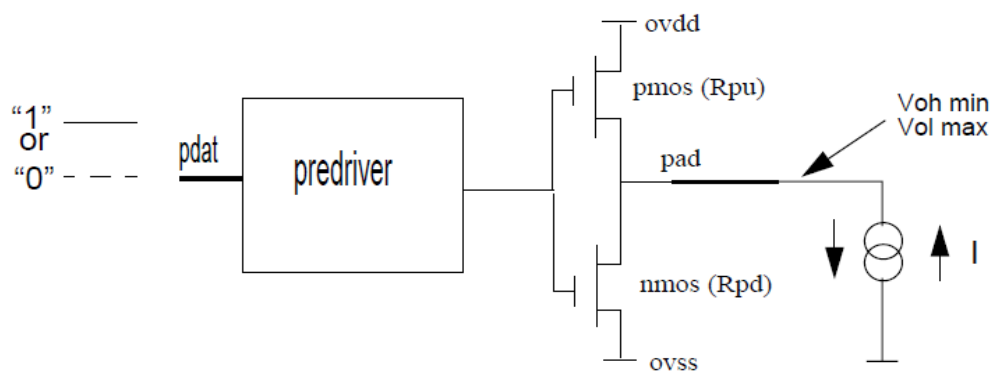 ovdd
"1"
or
"0"
pdat
predriver
pmos (Rpu)
Voh min
Vol max
pad
I
nmos (Rpd)
ovss